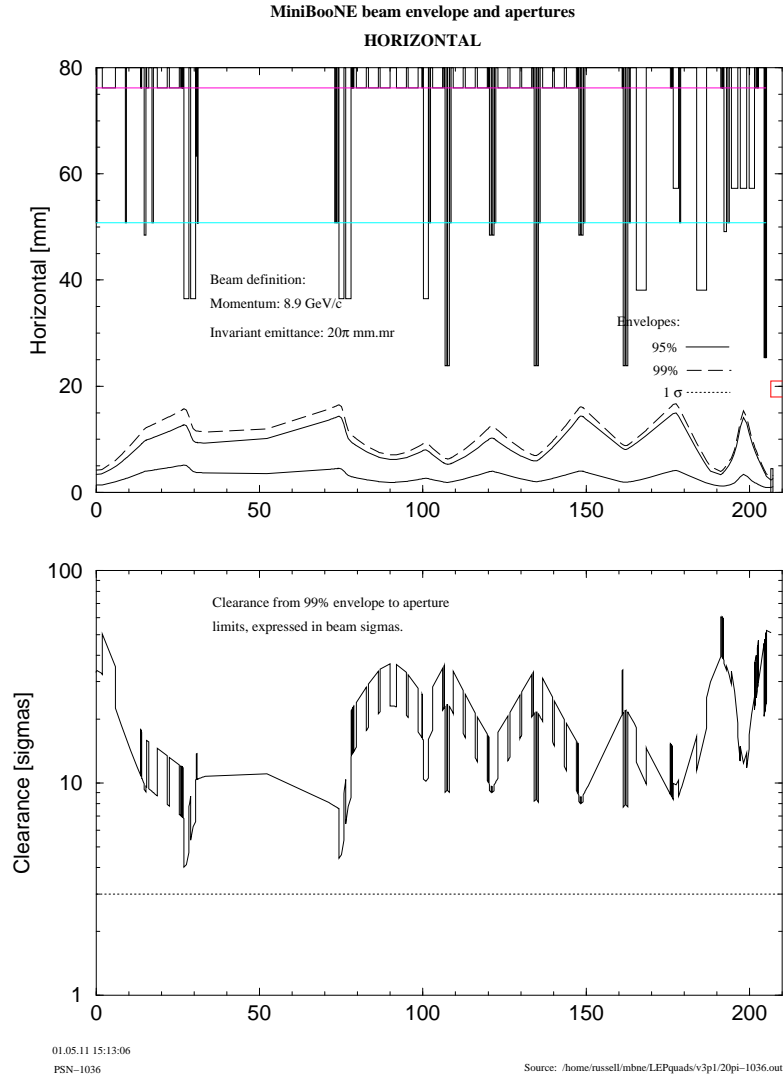 MiniBooNE beam envelope and apertures
HORIZONTAL
80
60
40
20
0
Horizontal [mm]
Beam definition:
Momentum: 8.9 GeV/c
Invariant emittance: 20π mm.mr
Envelopes:
95%
99%
1 σ
0 50 100 150 200
100
10
1
Clearance [sigmas]
Clearance from 99% envelope to aperture
limits, expressed in beam sigmas.
0 50 100 150 200
01.05.11 15:13:06
PSN–1036
Source: /home/russell/mbne/LEPquads/v3p1/20pi–1036.out